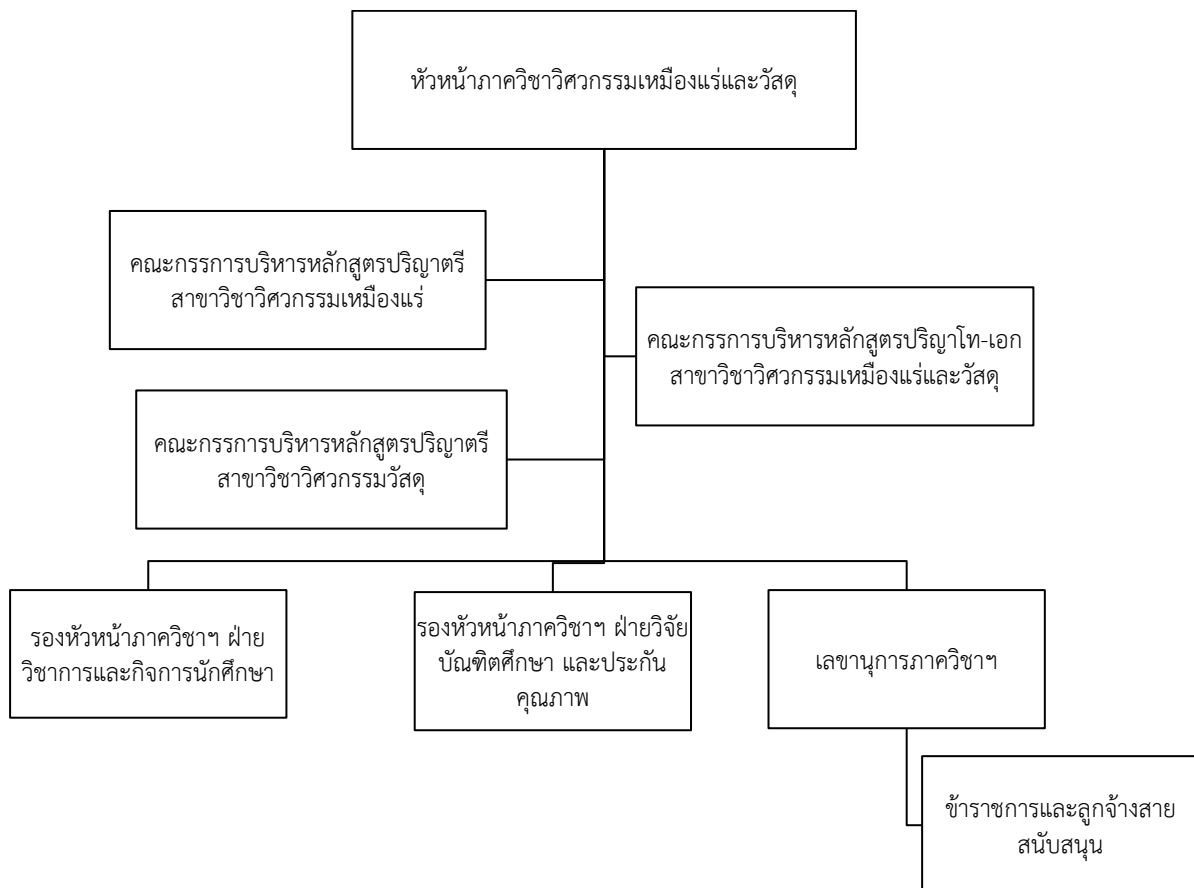 หัวหน้าภาควิชาวิศวกรรมเหมืองแร่และวัสดุ
คณะกรรการบริหารหลักสูตรปริญาตรี
สาขาวิชาวิศวกรรมเหมืองแร่
คณะกรรการบริหารหลักสูตรปริญาโท-เอก
สาขาวิชาวิศวกรรมเหมืองแร่และวัสดุ
คณะกรรการบริหารหลักสูตรปริญาตรี
สาขาวิชาวิศวกรรมวัสดุ
รองหัวหน้าภาควิชาฯ ฝ่าย
วิชาการและกิจการนักศึกษา
รองหัวหน้าภาควิชาฯ ฝ่ายวิจัย
บัณฑิตศึกษา และประกัน
คุณภาพ
เลขานุการภาควิชาฯ
ข้าราชการและลูกจ้างสาย
สนับสนุน